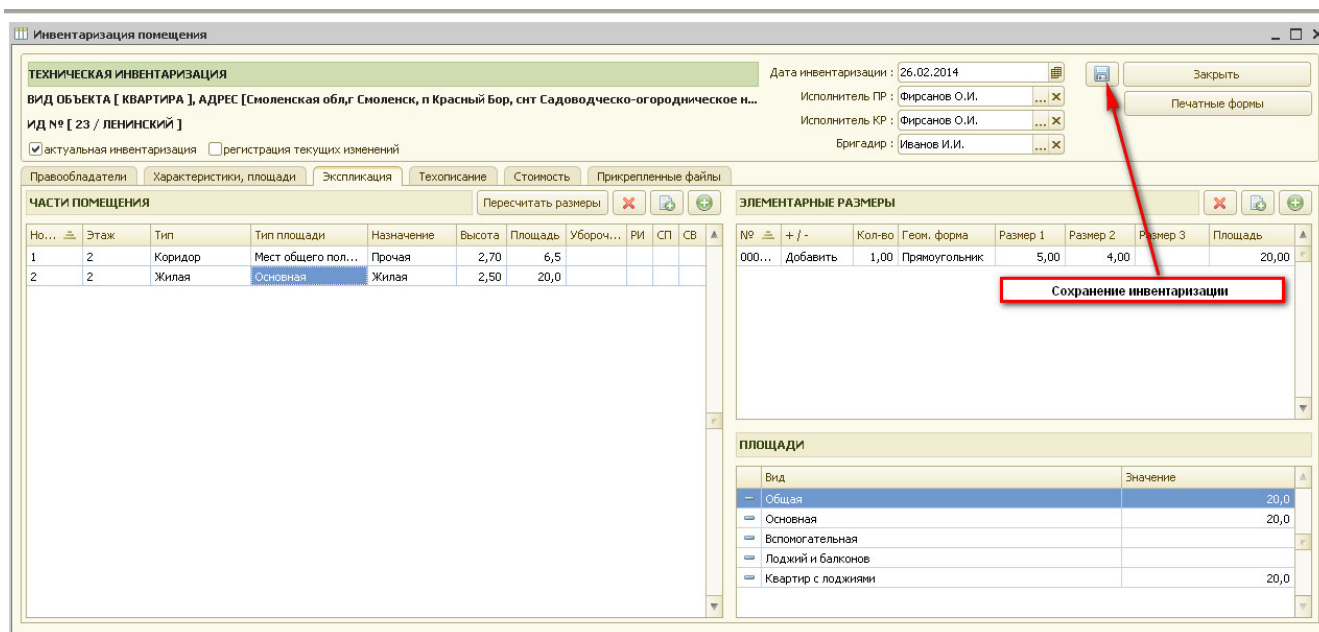 Инвентаризация помещения
ТЕХНИЧЕСКАЯ ИНВЕНТАРИЗАЦИЯ
Дата инвентаризации : 26.02.2014
Закрыть
ВИД ОБЪЕКТА [ КВАРТИРА ], АДРЕС [Смоленская обл,г Смоленск, п Красный Бор, снт Садоводческо-огородническое н...
Исполнитель ПР : Фирсанов О.И.
Печатные формы
ИД № [ 23 / ЛЕНИНСКИЙ ]
Исполнитель КР : Фирсанов О.И.
актуальная инвентаризация регистрация текущих изменений
Бригадир : Иванов И.И.
Правообладатели Характеристики, площади Экспликация Техописание Стоимость Прикрепленные файлы
ЧАСТИ ПОМЕЩЕНИЯ Пересчитать размеры
Но... Этаж Тип Тип площади Назначение Высота Площадь Убороч... РИ СП СВ
1 2 Коридор Мест общего пол... Прочая 2,70 6,5
2 2 Жилая Основная Жилая 2,50 20,0
ЭЛЕМЕНТАРНЫЕ РАЗМЕРЫ
№ + / - Кол-во Геом. форма Размер 1 Размер 2 Размер 3 Площадь
000... Добавить 1,00 Прямоугольник 5,00 4,00 20,00
Сохранение инвентаризации
ПЛОЩАДИ
Вид Значение
Общая 20,0
Основная 20,0
Вспомогательная
Лоджий и балконов
Квартир с лоджиями 20,0